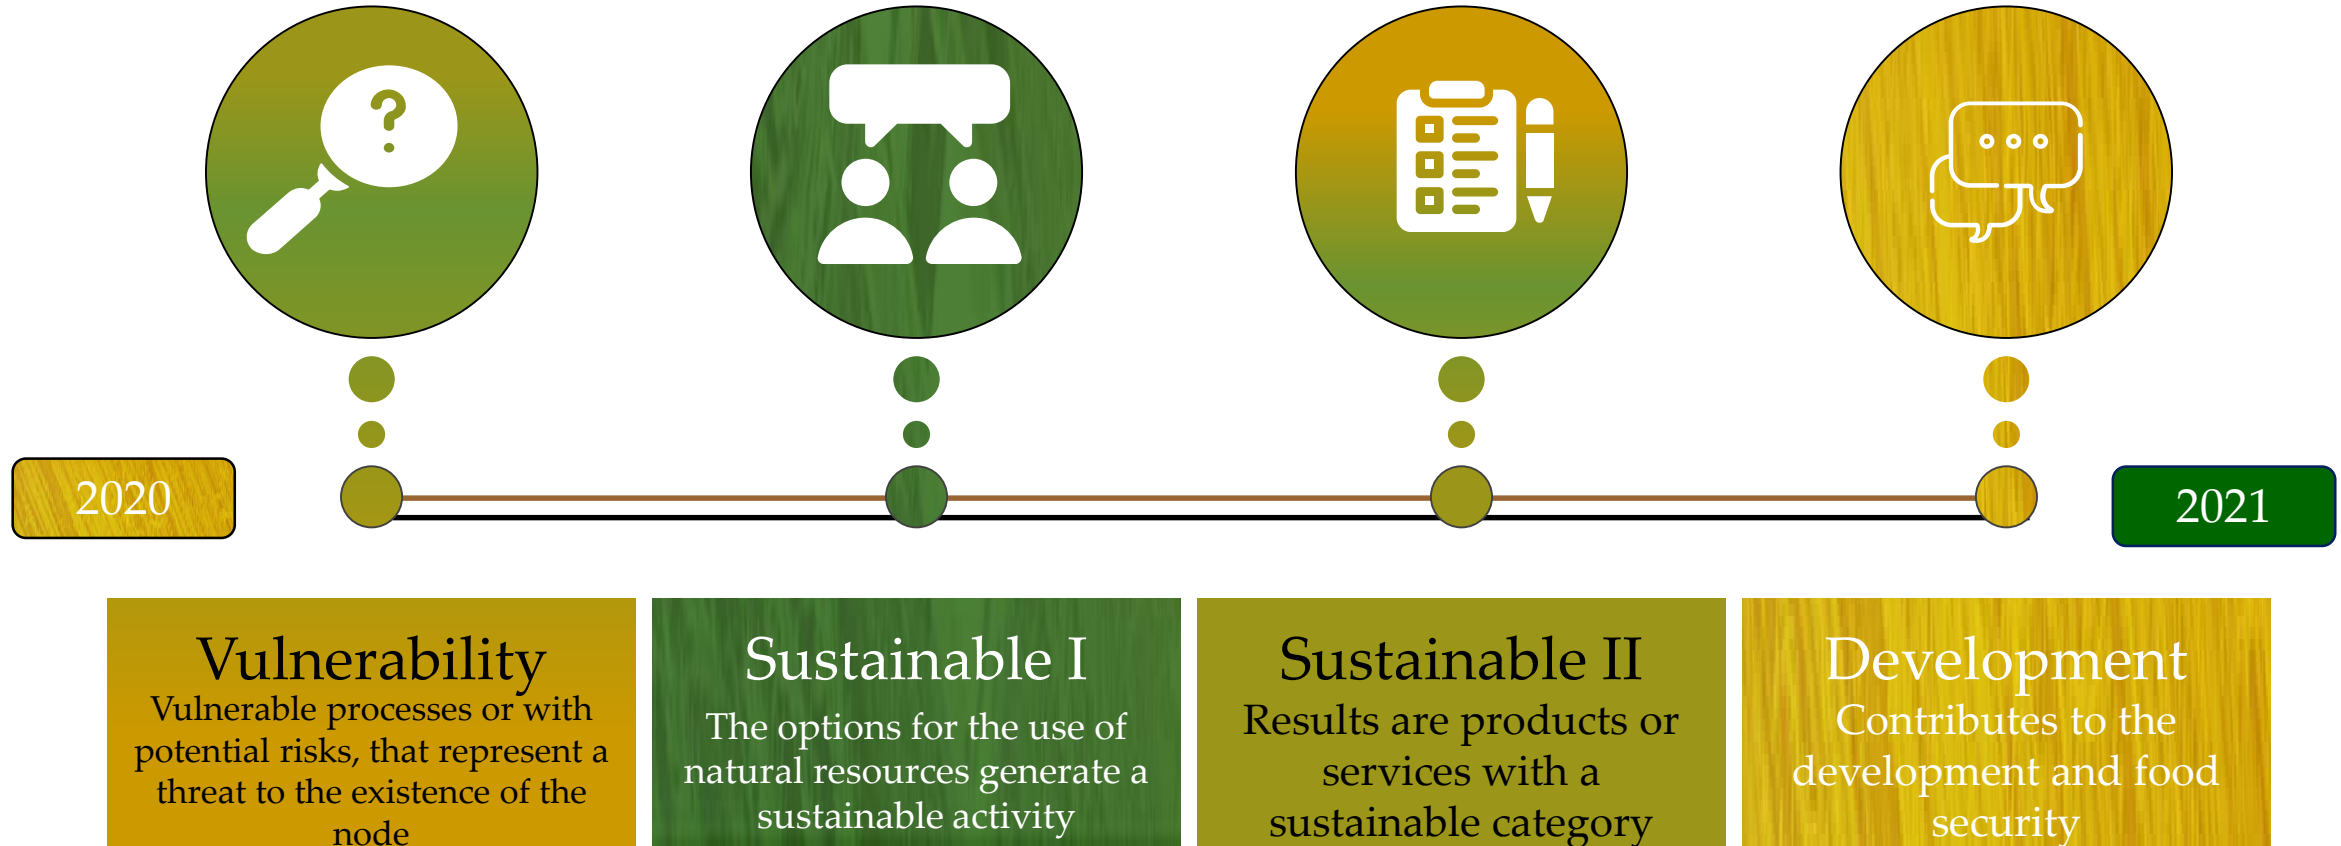 ?
2020
2021
Vulnerability
Vulnerable processes or with
potential risks, that represent a
threat to the existence of the
node
Sustainable I
The options for the use of
natural resources generate a
sustainable activity
Sustainable II
Results are products or
services with a
sustainable category
Development
Contributes to the
development and food
security